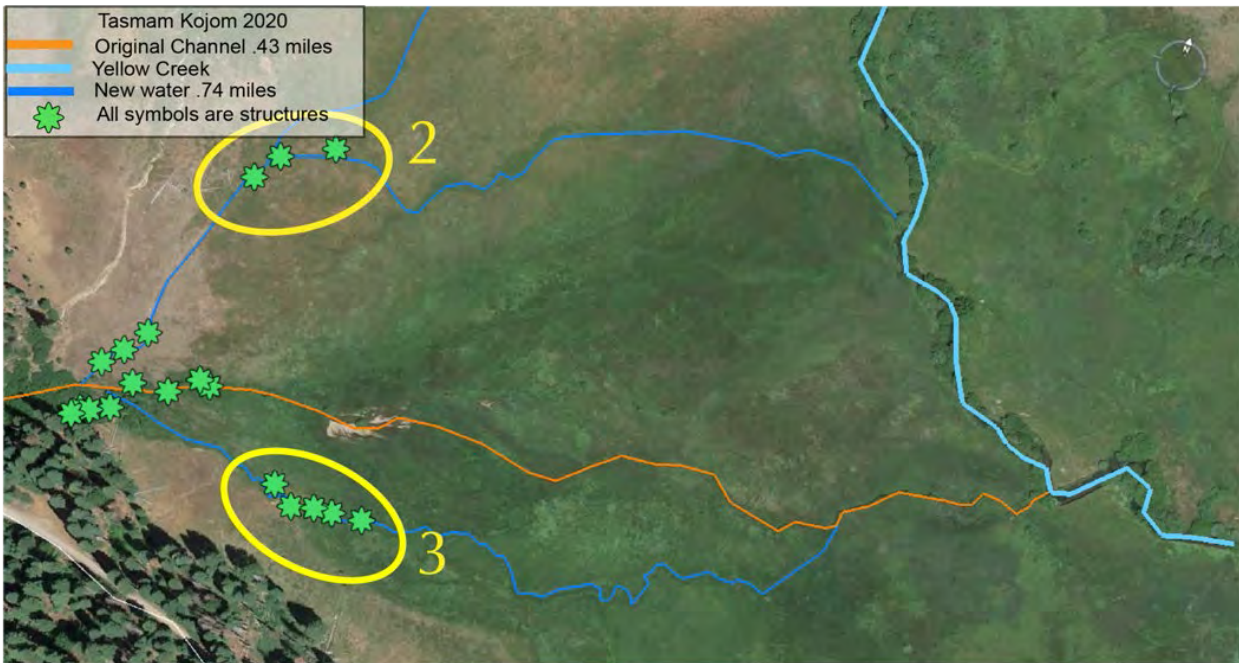 Tasmam Kojom 2020
Original Channel .43 miles
Yellow Creek
New water .74 miles
All symbols are structures
2
3
N